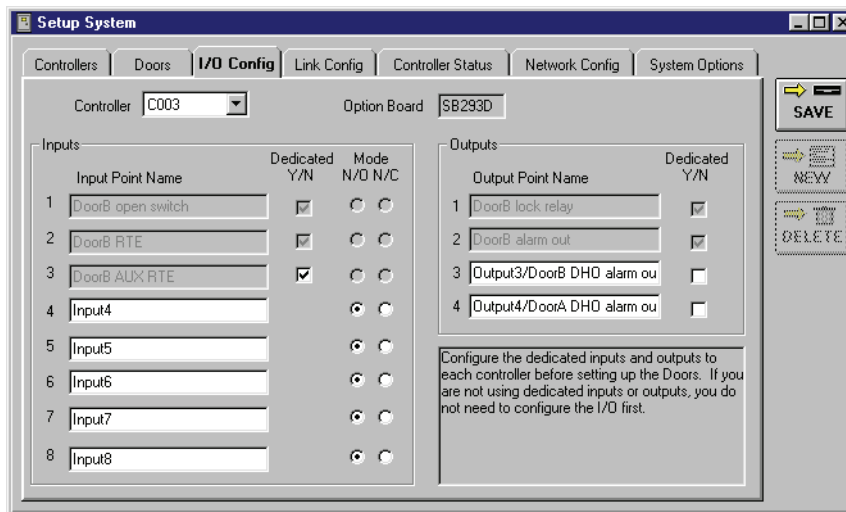 Setup System
Controllers
Doors
I/O Config
Link Config
Controller Status
Network Config
System Options
Controller C003 Option Board SB293D
SAVE
NEW
DELETE
Inputs
Input Point Name Dedicated Y/N Mode N/O N/C
1 DoorB open switch
2 DoorB RTE
3 DoorB AUX RTE
4 Input4
5 Input5
6 Input6
7 Input7
8 Input8
Outputs
Output Point Name Dedicated Y/N
1 DoorB lock relay
2 DoorB alarm out
3 Output3/DoorB DHO alarm ou
4 Output4/DoorA DHO alarm ou
Configure the dedicated inputs and outputs to
each controller before setting up the Doors. If you
are not using dedicated inputs or outputs, you do
not need to configure the I/O first.